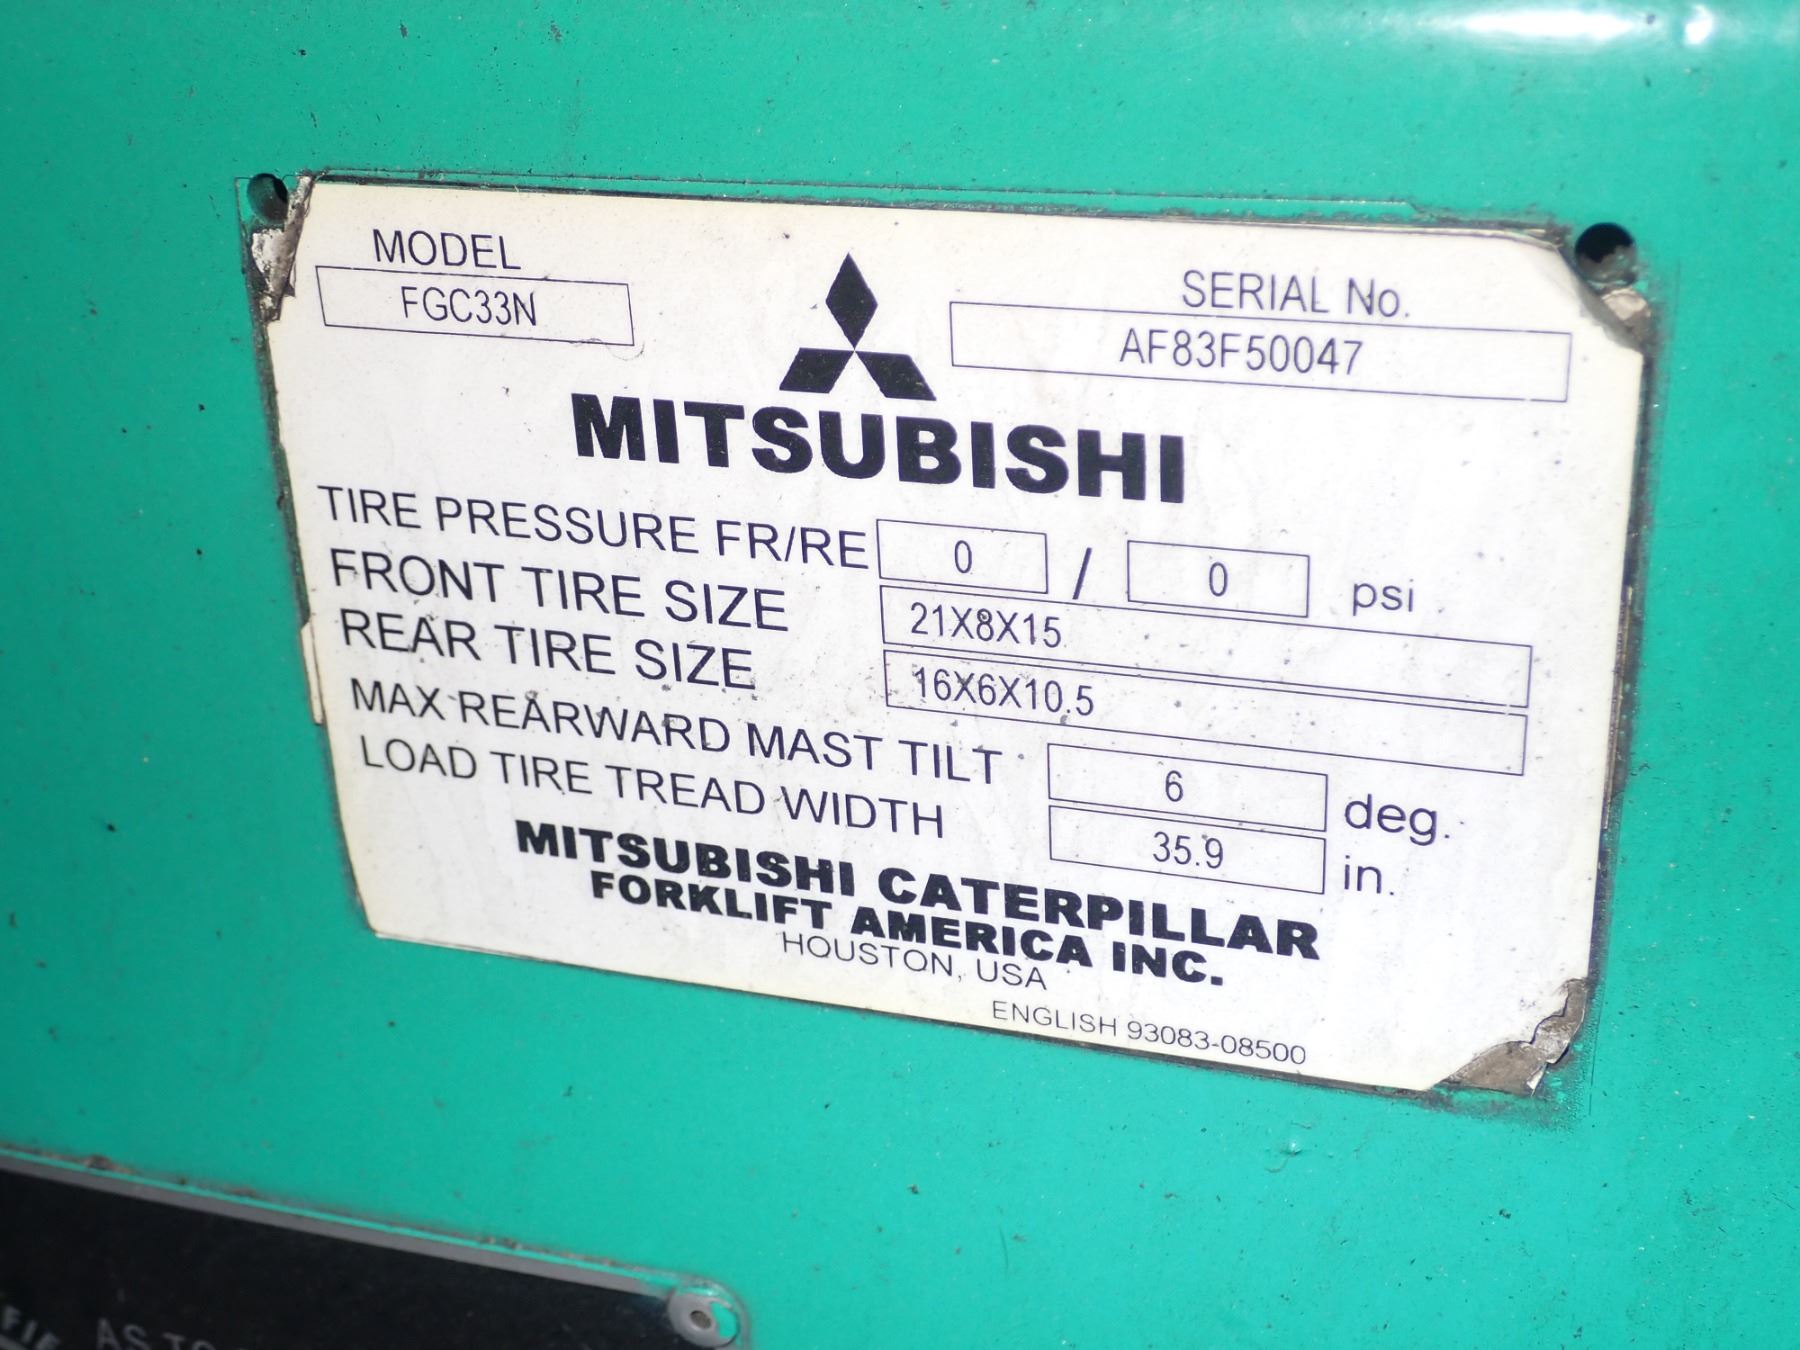 MODEL
FGC33N
SERIAL No.
AF83F50047
MITSUBISHI
TIRE PRESSURE FR/RE 0 / 0 psi
FRONT TIRE SIZE 21X8X15
REAR TIRE SIZE 16X6X10.5
MAX REARWARD MAST TILT 6 deg.
LOAD TIRE TREAD WIDTH 35.9 in.
MITSUBISHI CATERPILLAR
FORKLIFT AMERICA INC.
HOUSTON, USA
ENGLISH 93083-08500
AS